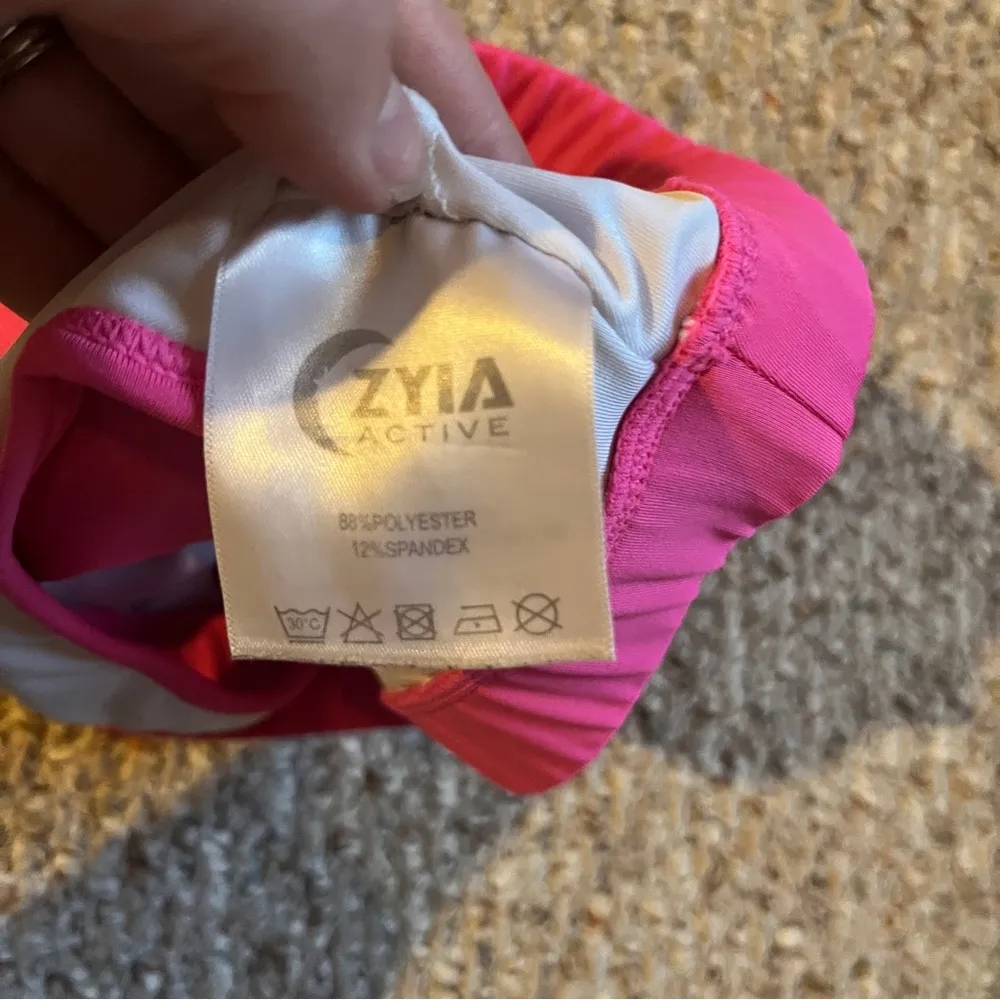 ZYIA
ACTIVE
88%POLYESTER
12%SPANDEX
30°C